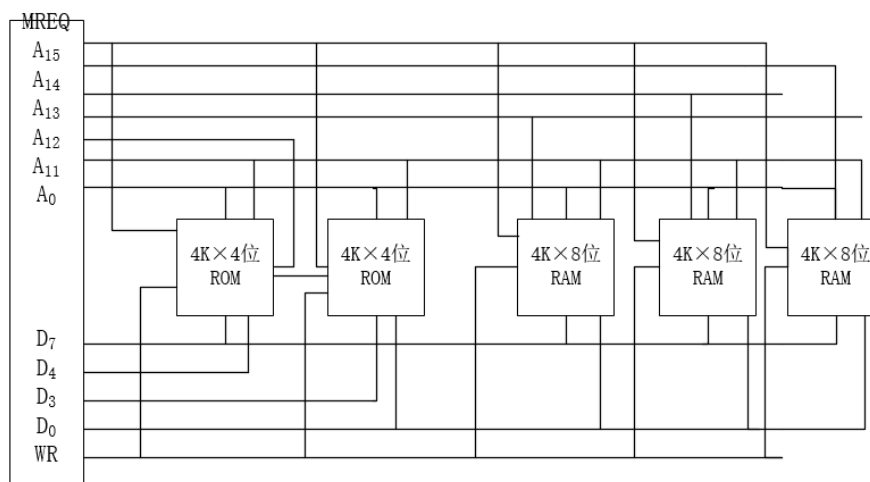 MREQ
A₁₅
A₁₄
A₁₃
A₁₂
A₁₁
A₀
4K×4位
ROM
4K×4位
ROM
4K×8位
RAM
4K×8位
RAM
4K×8位
RAM
D₇
D₄
D₃
D₀
WR